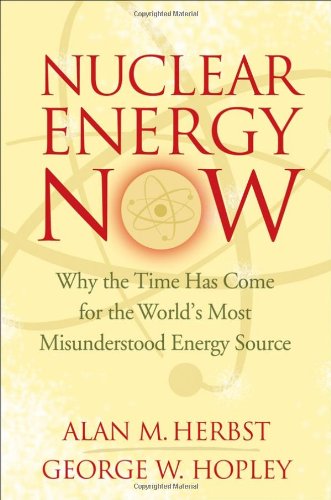 NUCLEAR
ENERGY
NOW
Why the Time Has Come
for the World's Most
Misunderstood Energy Source
ALAN M. HERBST
GEORGE W. HOPLEY